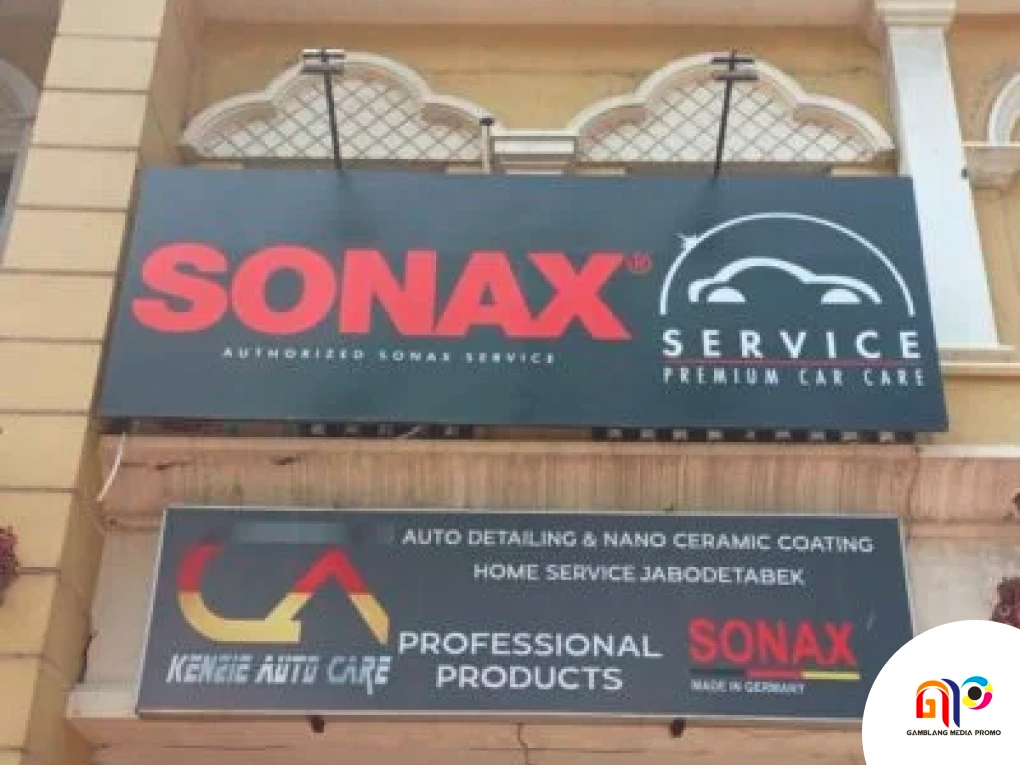 SONAX®
AUTHORIZED SONAX SERVICE
SERVICE
PREMIUM CAR CARE
AUTO DETAILING & NANO CERAMIC COATING
HOME SERVICE JABODETABEK
KENZIE AUTO CARE
PROFESSIONAL
PRODUCTS
SONAX
MADE IN GERMANY
GAMBLANG MEDIA PROMO